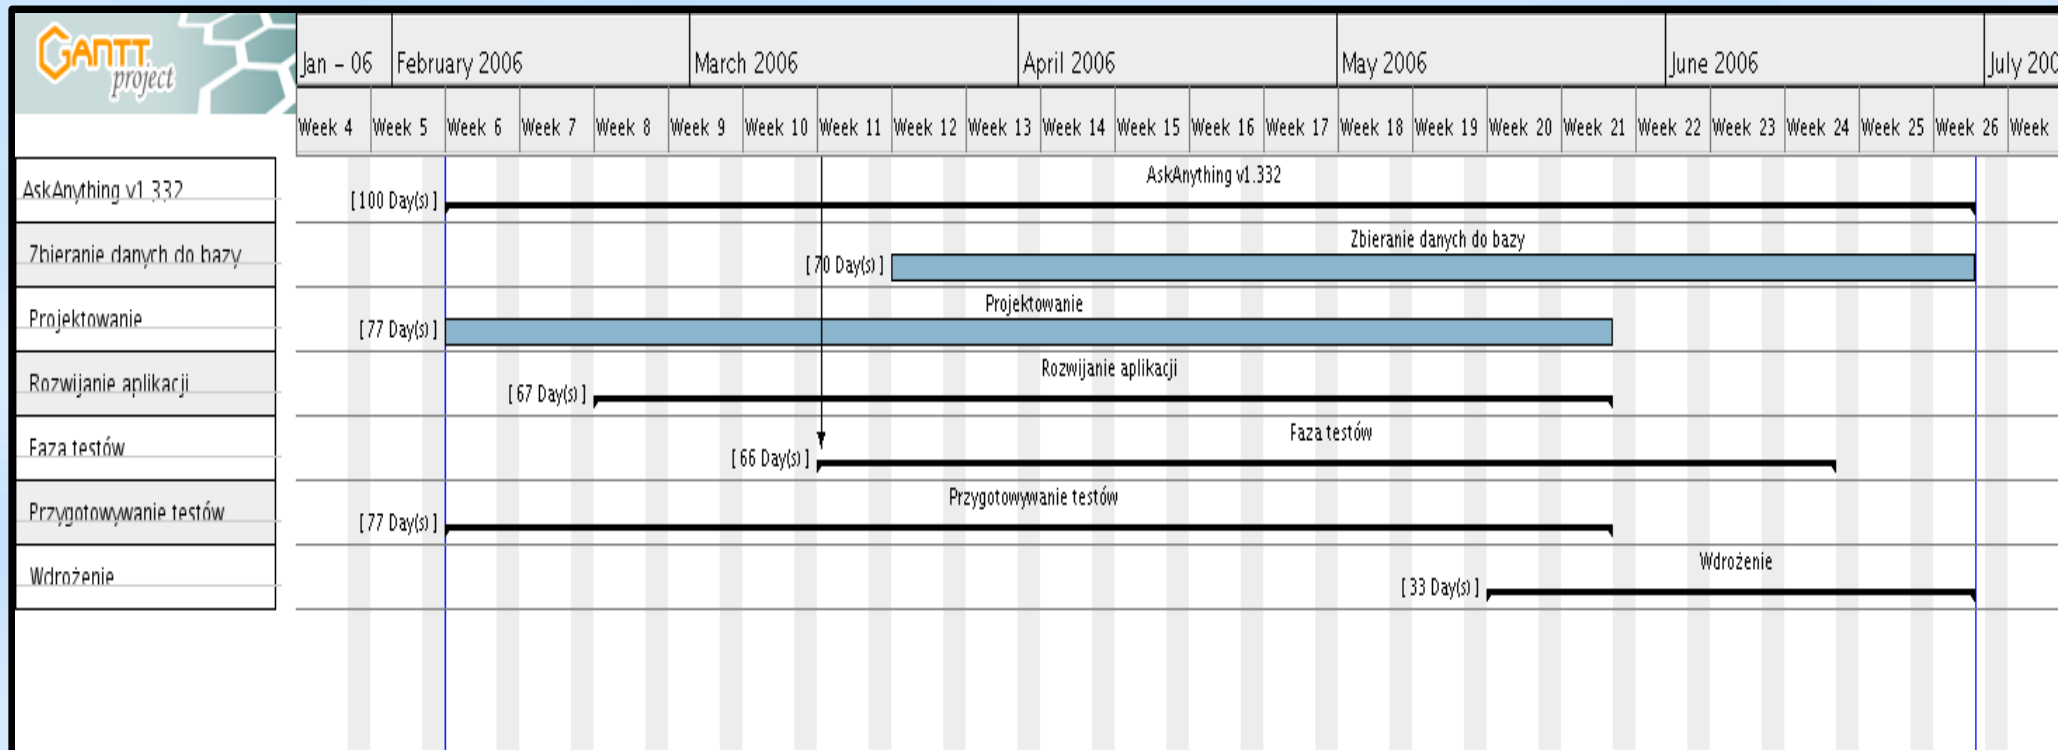 GANTT
project
Jan – 06 February 2006 March 2006 April 2006 May 2006 June 2006 July 200
Week 4 Week 5 Week 6 Week 7 Week 8 Week 9 Week 10 Week 11 Week 12 Week 13 Week 14 Week 15 Week 16 Week 17 Week 18 Week 19 Week 20 Week 21 Week 22 Week 23 Week 24 Week 25 Week 26 Week
AskAnything v1.332
[ 100 Day(s) ]
AskAnything v1.332
Zbieranie danych do bazy
[ 70 Day(s) ]
Zbieranie danych do bazy
Projektowanie
[ 77 Day(s) ]
Projektowanie
Rozwijanie aplikacji
[ 67 Day(s) ]
Rozwijanie aplikacji
Faza testów
[ 66 Day(s) ]
Faza testów
Przygotowywanie testów
[ 77 Day(s) ]
Przygotowywanie testów
Wdrożenie
[ 33 Day(s) ]
Wdrożenie